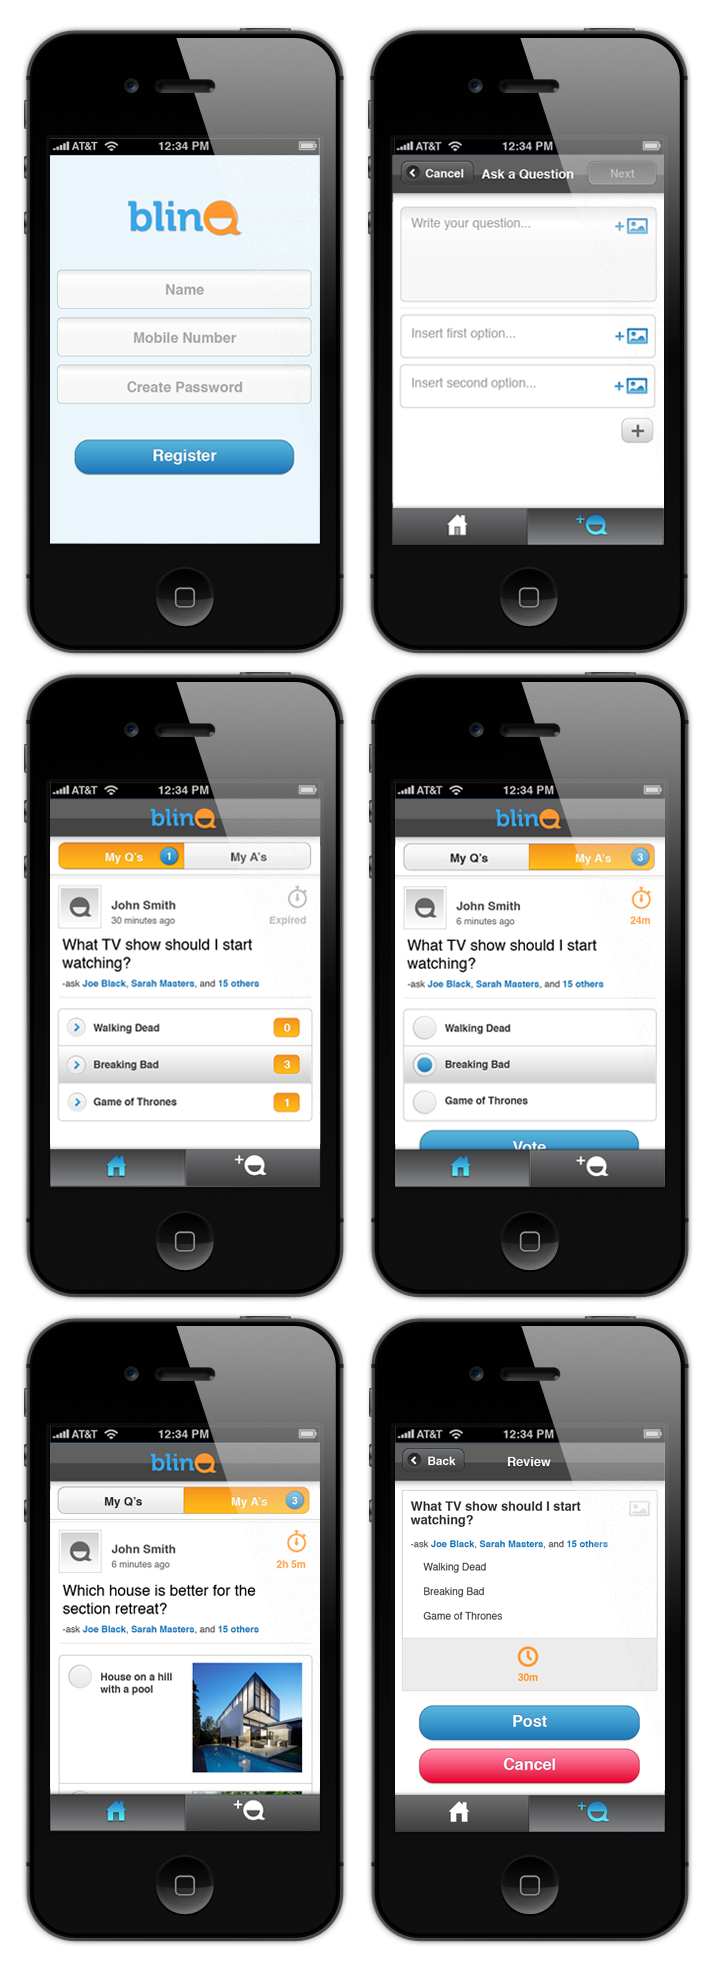 AT&T 12:34 PM
blinQ
Name
Mobile Number
Create Password
Register
AT&T 12:34 PM
Cancel Ask a Question Next
Write your question...
Insert first option...
Insert second option...
AT&T 12:34 PM
blinQ
My Q's 1 My A's
John Smith
30 minutes ago Expired
What TV show should I start
watching?
-ask Joe Black, Sarah Masters, and 15 others
Walking Dead 0
Breaking Bad 3
Game of Thrones 1
+Q
AT&T 12:34 PM
blinQ
My Q's My A's 3
John Smith
6 minutes ago 24m
What TV show should I start
watching?
-ask Joe Black, Sarah Masters, and 15 others
Walking Dead
Breaking Bad
Game of Thrones
Vote
+Q
AT&T 12:34 PM
blinQ
My Q's My A's 3
John Smith
6 minutes ago 2h 5m
Which house is better for the
section retreat?
-ask Joe Black, Sarah Masters, and 15 others
House on a hill
with a pool
+Q
AT&T 12:34 PM
Back Review
What TV show should I start
watching?
-ask Joe Black, Sarah Masters, and 15 others
Walking Dead
Breaking Bad
Game of Thrones
30m
Post
Cancel
+Q